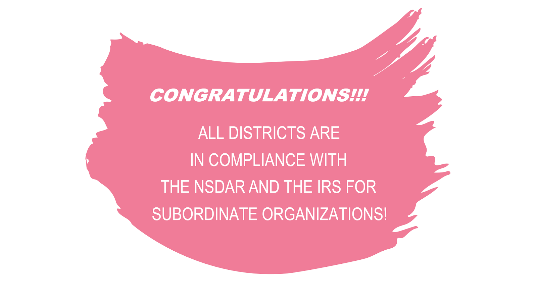 CONGRATULATIONS!!!
ALL DISTRICTS ARE
IN COMPLIANCE WITH
THE NSDAR AND THE IRS FOR
SUBORDINATE ORGANIZATIONS!